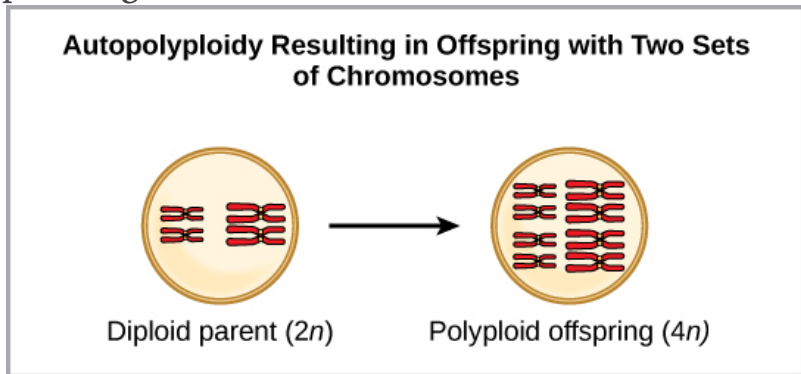 Autopolyploidy Resulting in Offspring with Two Sets
of Chromosomes
Diploid parent (2n)
Polyploid offspring (4n)